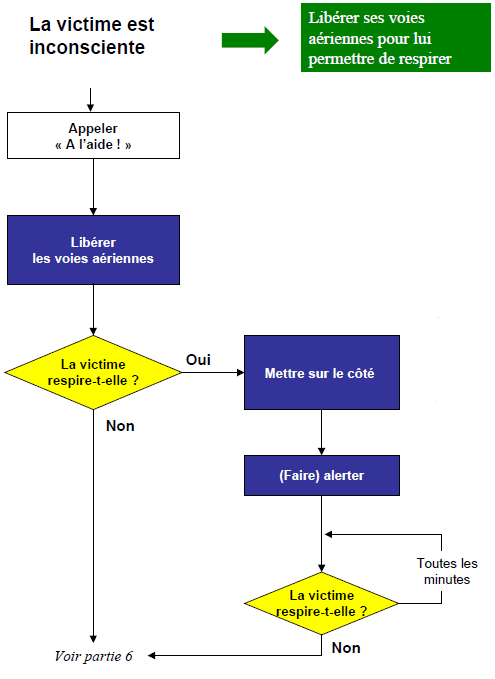 La victime est
inconsciente
Libérer ses voies
aériennes pour lui
permettre de respirer
Appeler
« A l'aide ! »
Libérer
les voies aériennes
La victime
respire-t-elle ?
Oui
Mettre sur le côté
Non
(Faire) alerter
Toutes les
minutes
La victime
respire-t-elle ?
Non
Voir partie 6